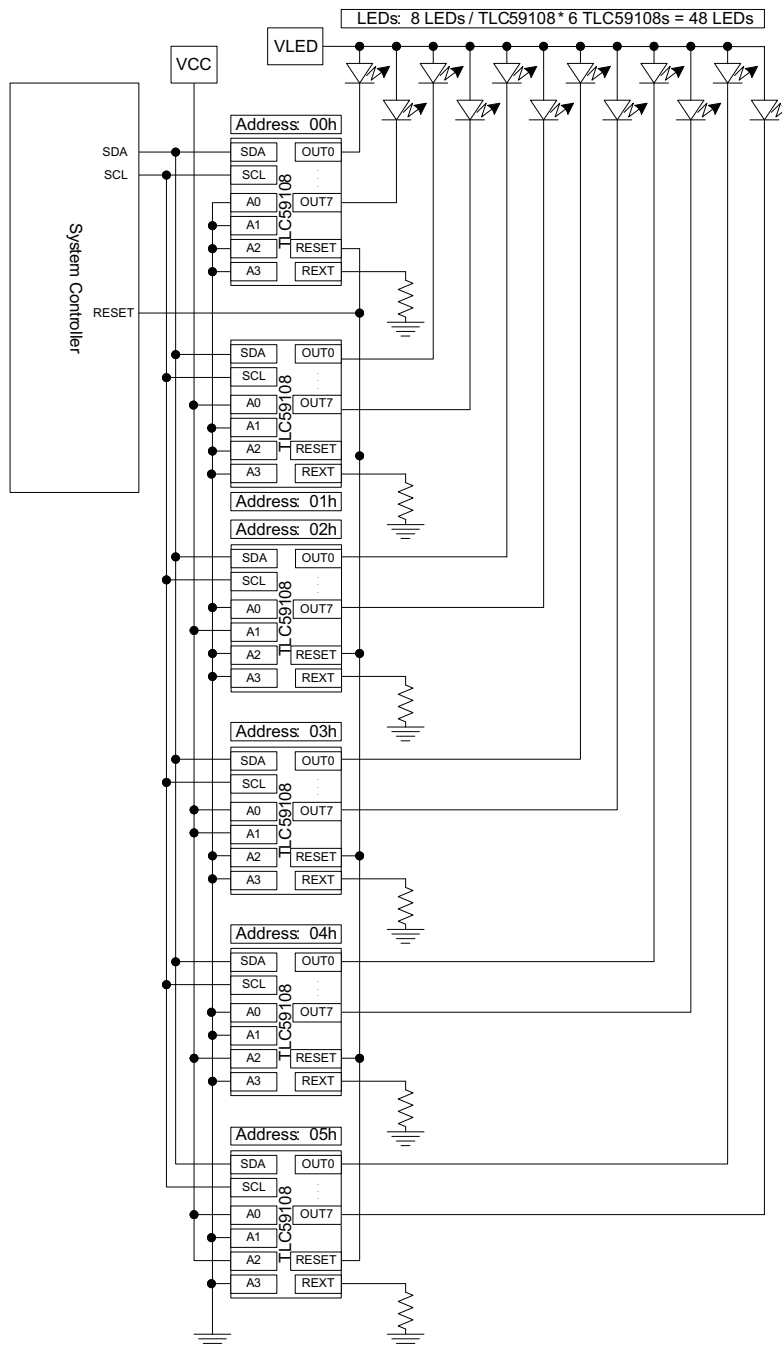 LEDs: 8 LEDs / TLC59108 * 6 TLC59108s = 48 LEDs
VLED
VCC
System Controller
SDA
SCL
RESET
Address: 00h
TLC59108
SDA
OUT0
SCL
A0
OUT7
A1
A2
RESET
A3
REXT
TLC59108
SDA
OUT0
SCL
A0
OUT7
A1
A2
RESET
A3
REXT
Address: 01h
Address: 02h
TLC59108
SDA
OUT0
SCL
A0
OUT7
A1
A2
RESET
A3
REXT
Address: 03h
TLC59108
SDA
OUT0
SCL
A0
OUT7
A1
A2
RESET
A3
REXT
Address: 04h
TLC59108
SDA
OUT0
SCL
A0
OUT7
A1
A2
RESET
A3
REXT
Address: 05h
TLC59108
SDA
OUT0
SCL
A0
OUT7
A1
A2
RESET
A3
REXT